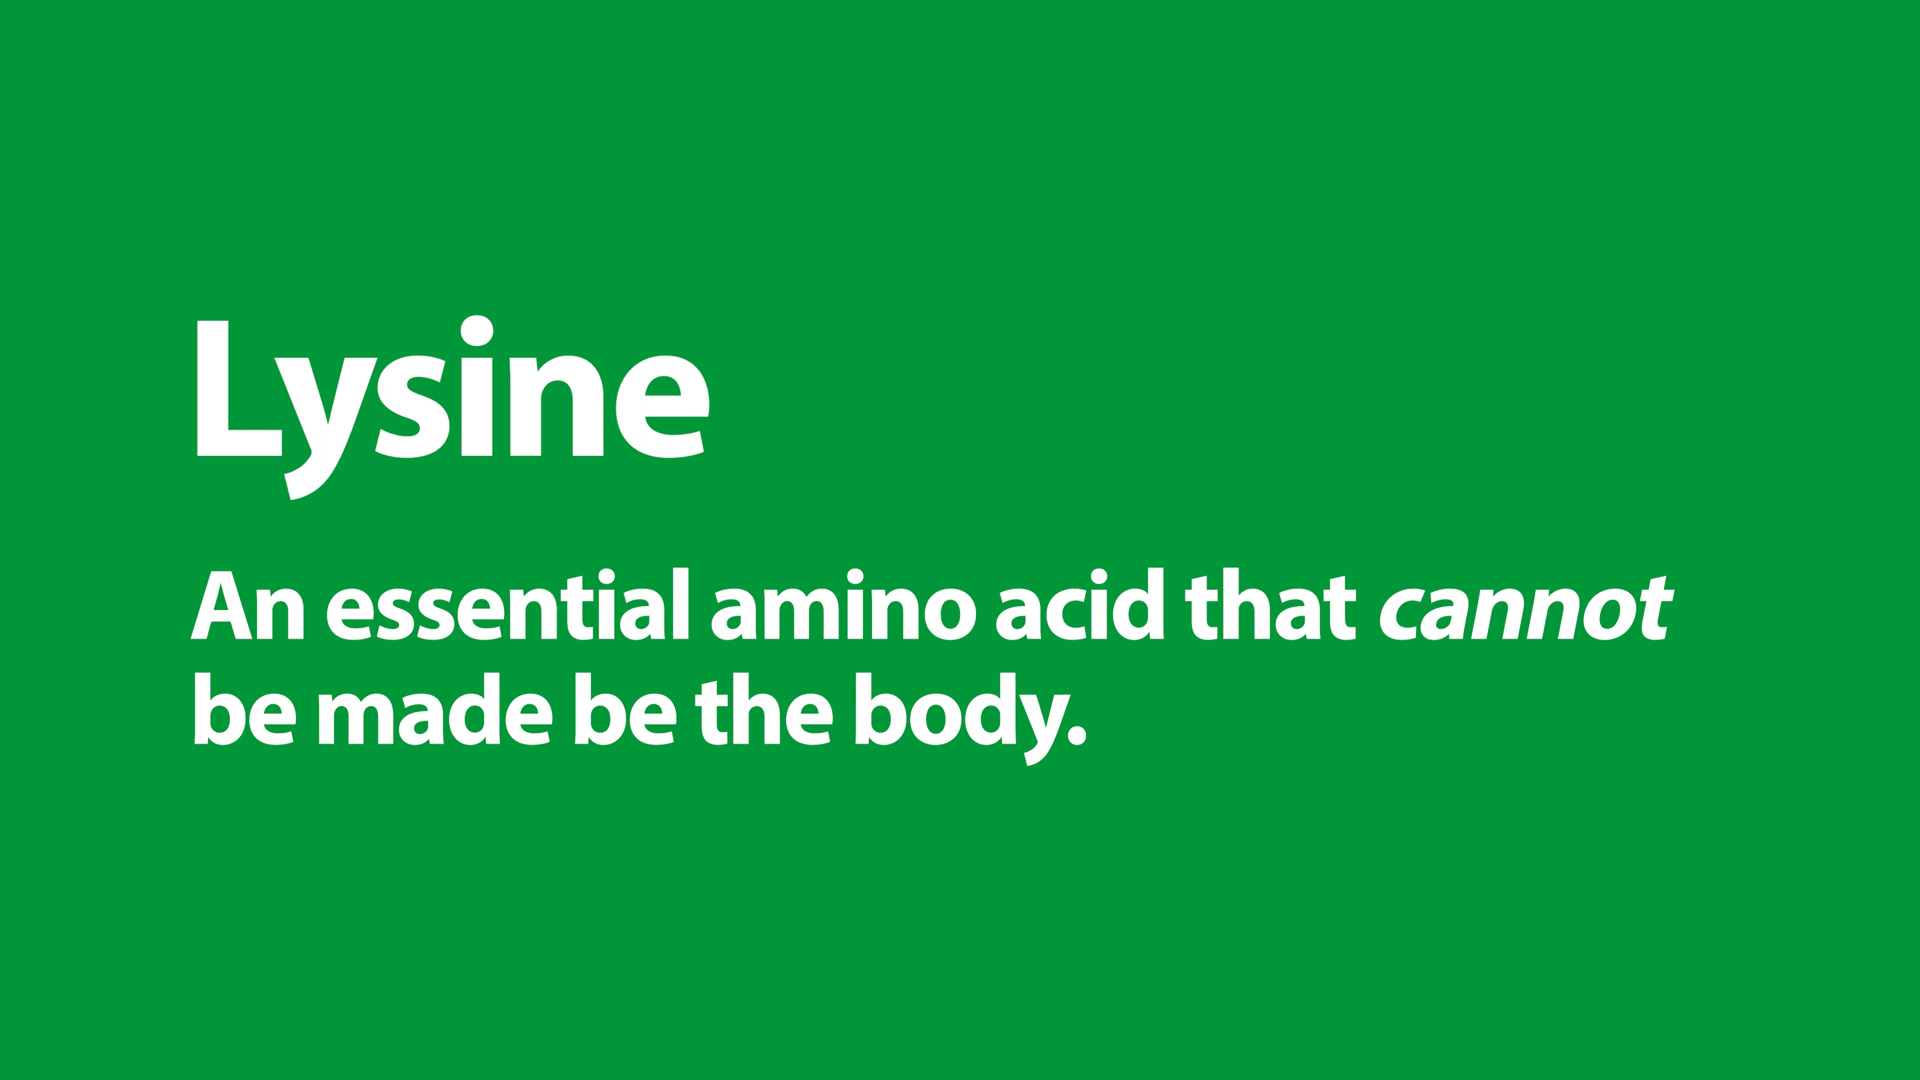 Lysine
An essential amino acid that cannot
be made be the body.